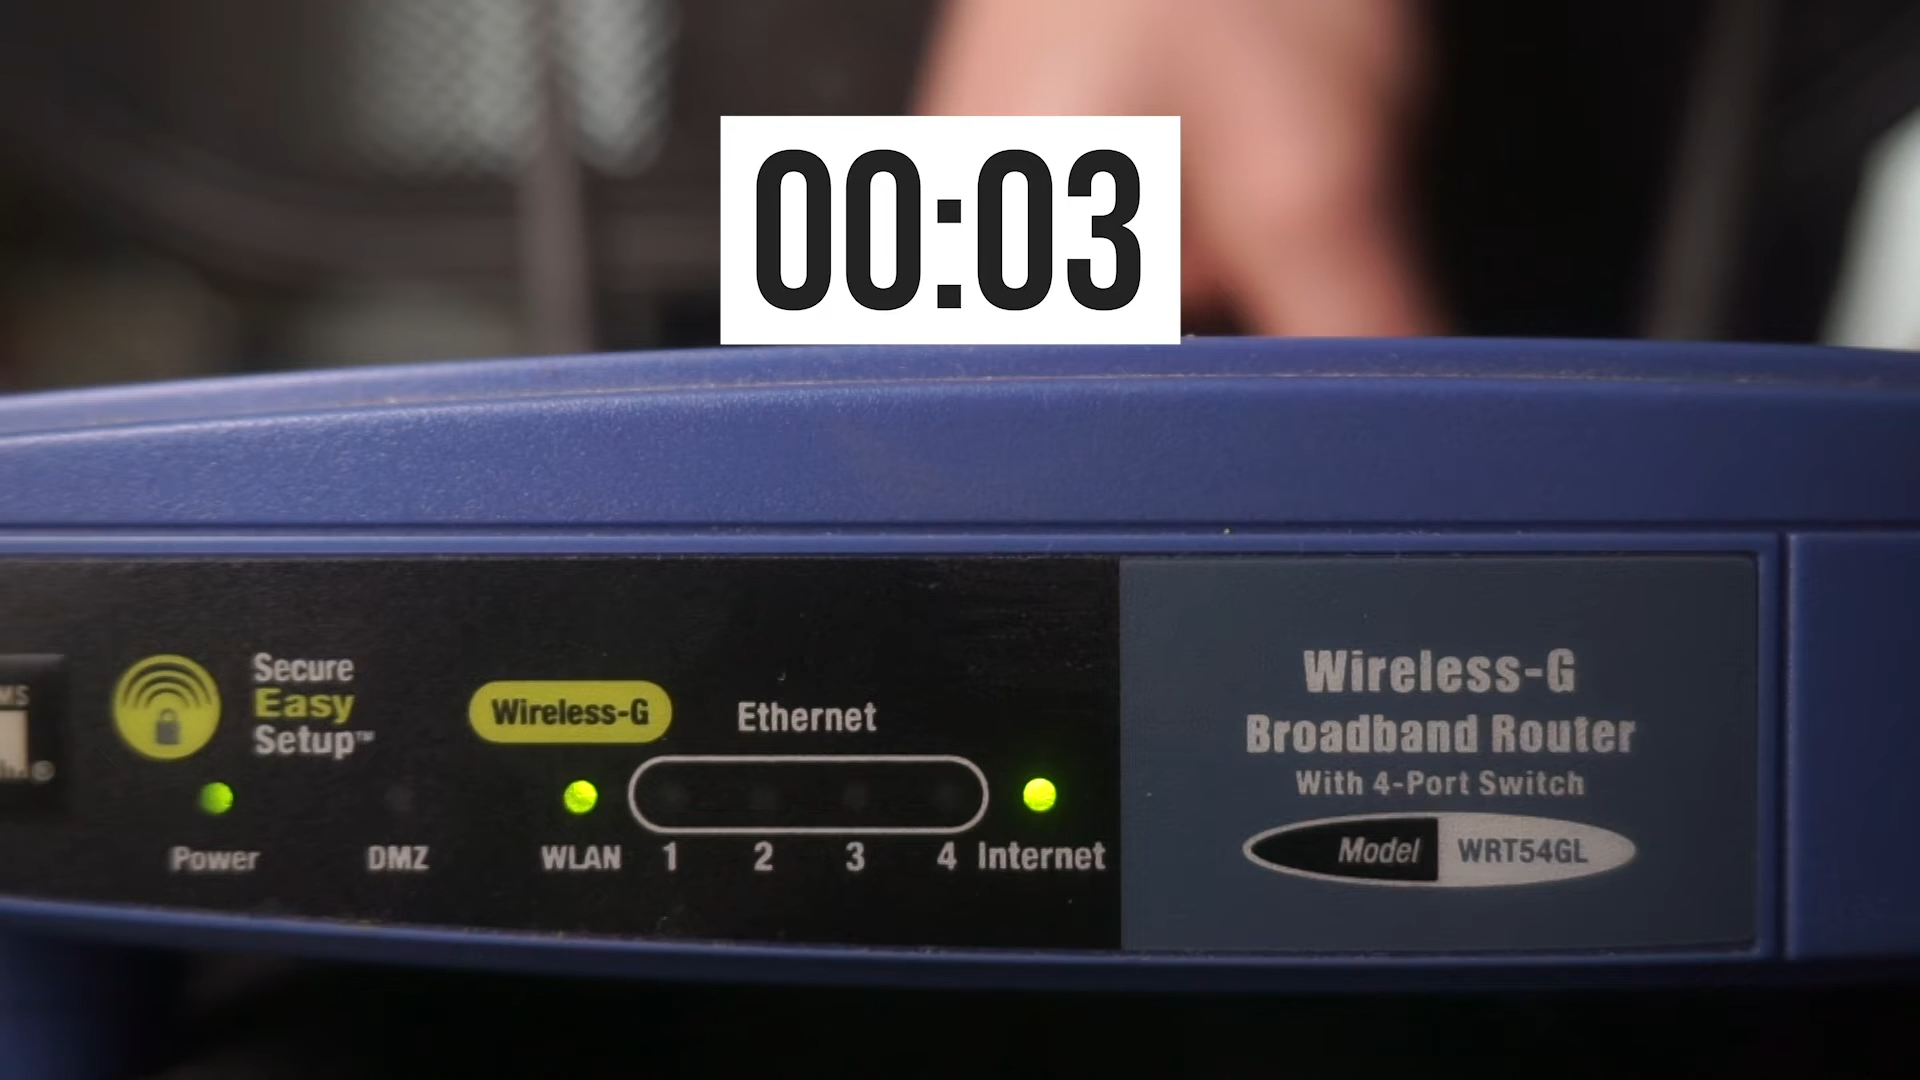 00:03
Secure
Easy
Setup™
Wireless-G
Ethernet
Power
DMZ
WLAN
1
2
3
4
Internet
Wireless-G
Broadband Router
With 4-Port Switch
Model WRT54GL